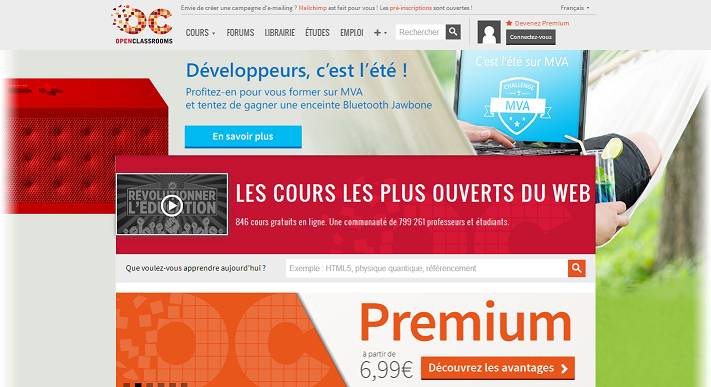 Envie de créer une campagne d'e-mailing ? Mailchimp est fait pour vous ! Les pré-inscriptions sont ouvertes !
Français
OC
OPENCLASSROOMS
COURS
FORUMS
LIBRAIRIE
ÉTUDES
EMPLOI
+
Rechercher
Devenez Premium
Connectez-vous
Développeurs, c'est l'été !
Profitez-en pour vous former sur MVA
et tentez de gagner une enceinte Bluetooth Jawbone
En savoir plus
C'est l'été sur MVA
CHALLENGE
MVA
RÉVOLUTIONNER
L'ÉDUCATION
LES COURS LES PLUS OUVERTS DU WEB
846 cours gratuits en ligne. Une communauté de 799 261 professeurs et étudiants.
Que voulez-vous apprendre aujourd'hui ?
Exemple : HTML5, physique quantique, référencement
OC
Premium
à partir de
6,99€
Découvrez les avantages